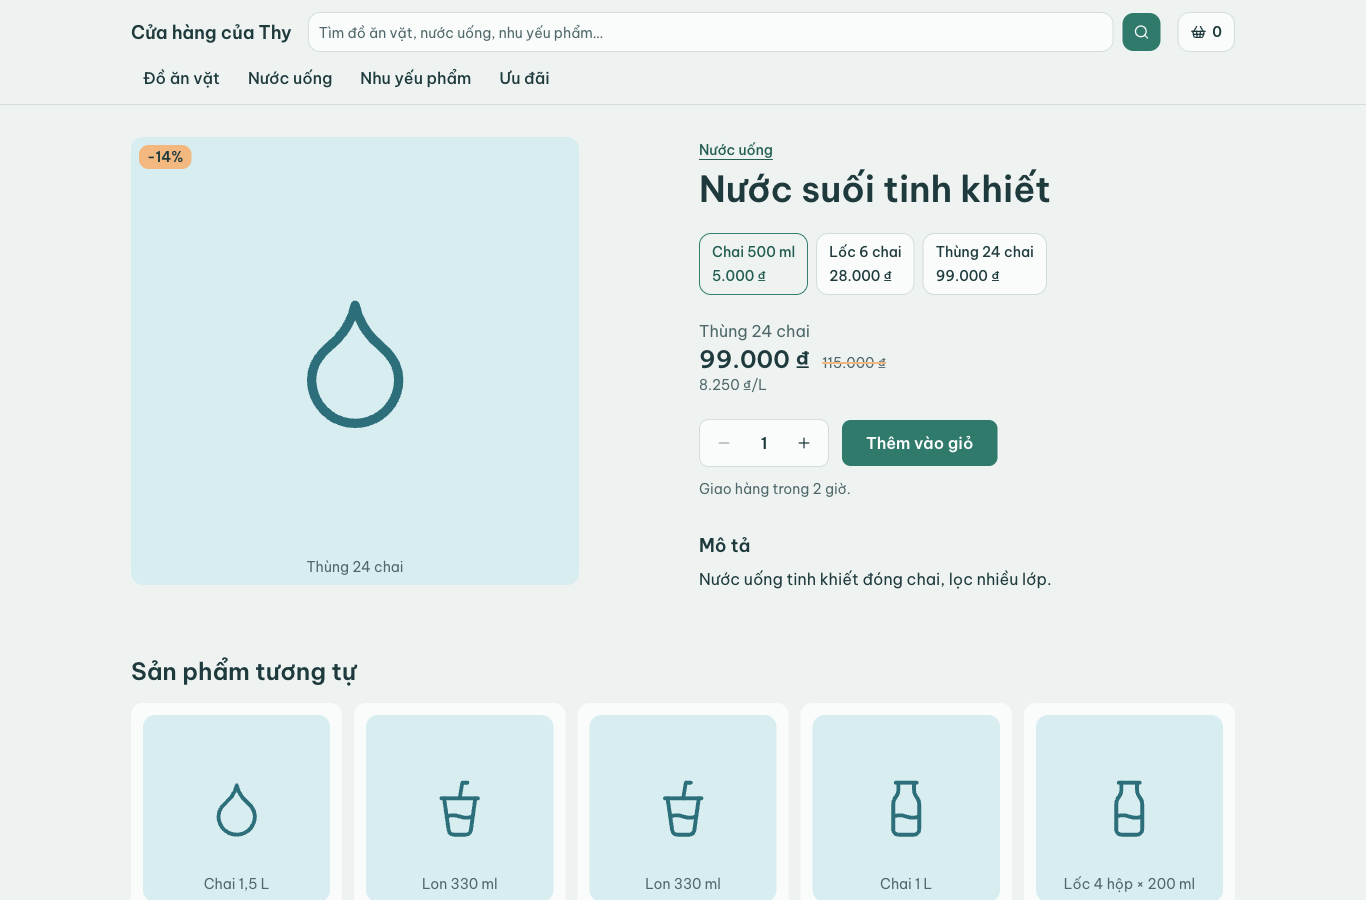 Cửa hàng của Thy
Tìm đồ ăn vặt, nước uống, nhu yếu phẩm...
0
Đồ ăn vặt
Nước uống
Nhu yếu phẩm
Ưu đãi
-14%
Thùng 24 chai
Nước uống
Nước suối tinh khiết
Chai 500 ml
5.000 ₫
Lốc 6 chai
28.000 ₫
Thùng 24 chai
99.000 ₫
Thùng 24 chai
99.000 ₫ 115.000 ₫
8.250 ₫/L
1
Thêm vào giỏ
Giao hàng trong 2 giờ.
Mô tả
Nước uống tinh khiết đóng chai, lọc nhiều lớp.
Sản phẩm tương tự
Chai 1,5 L
Lon 330 ml
Lon 330 ml
Chai 1 L
Lốc 4 hộp × 200 ml